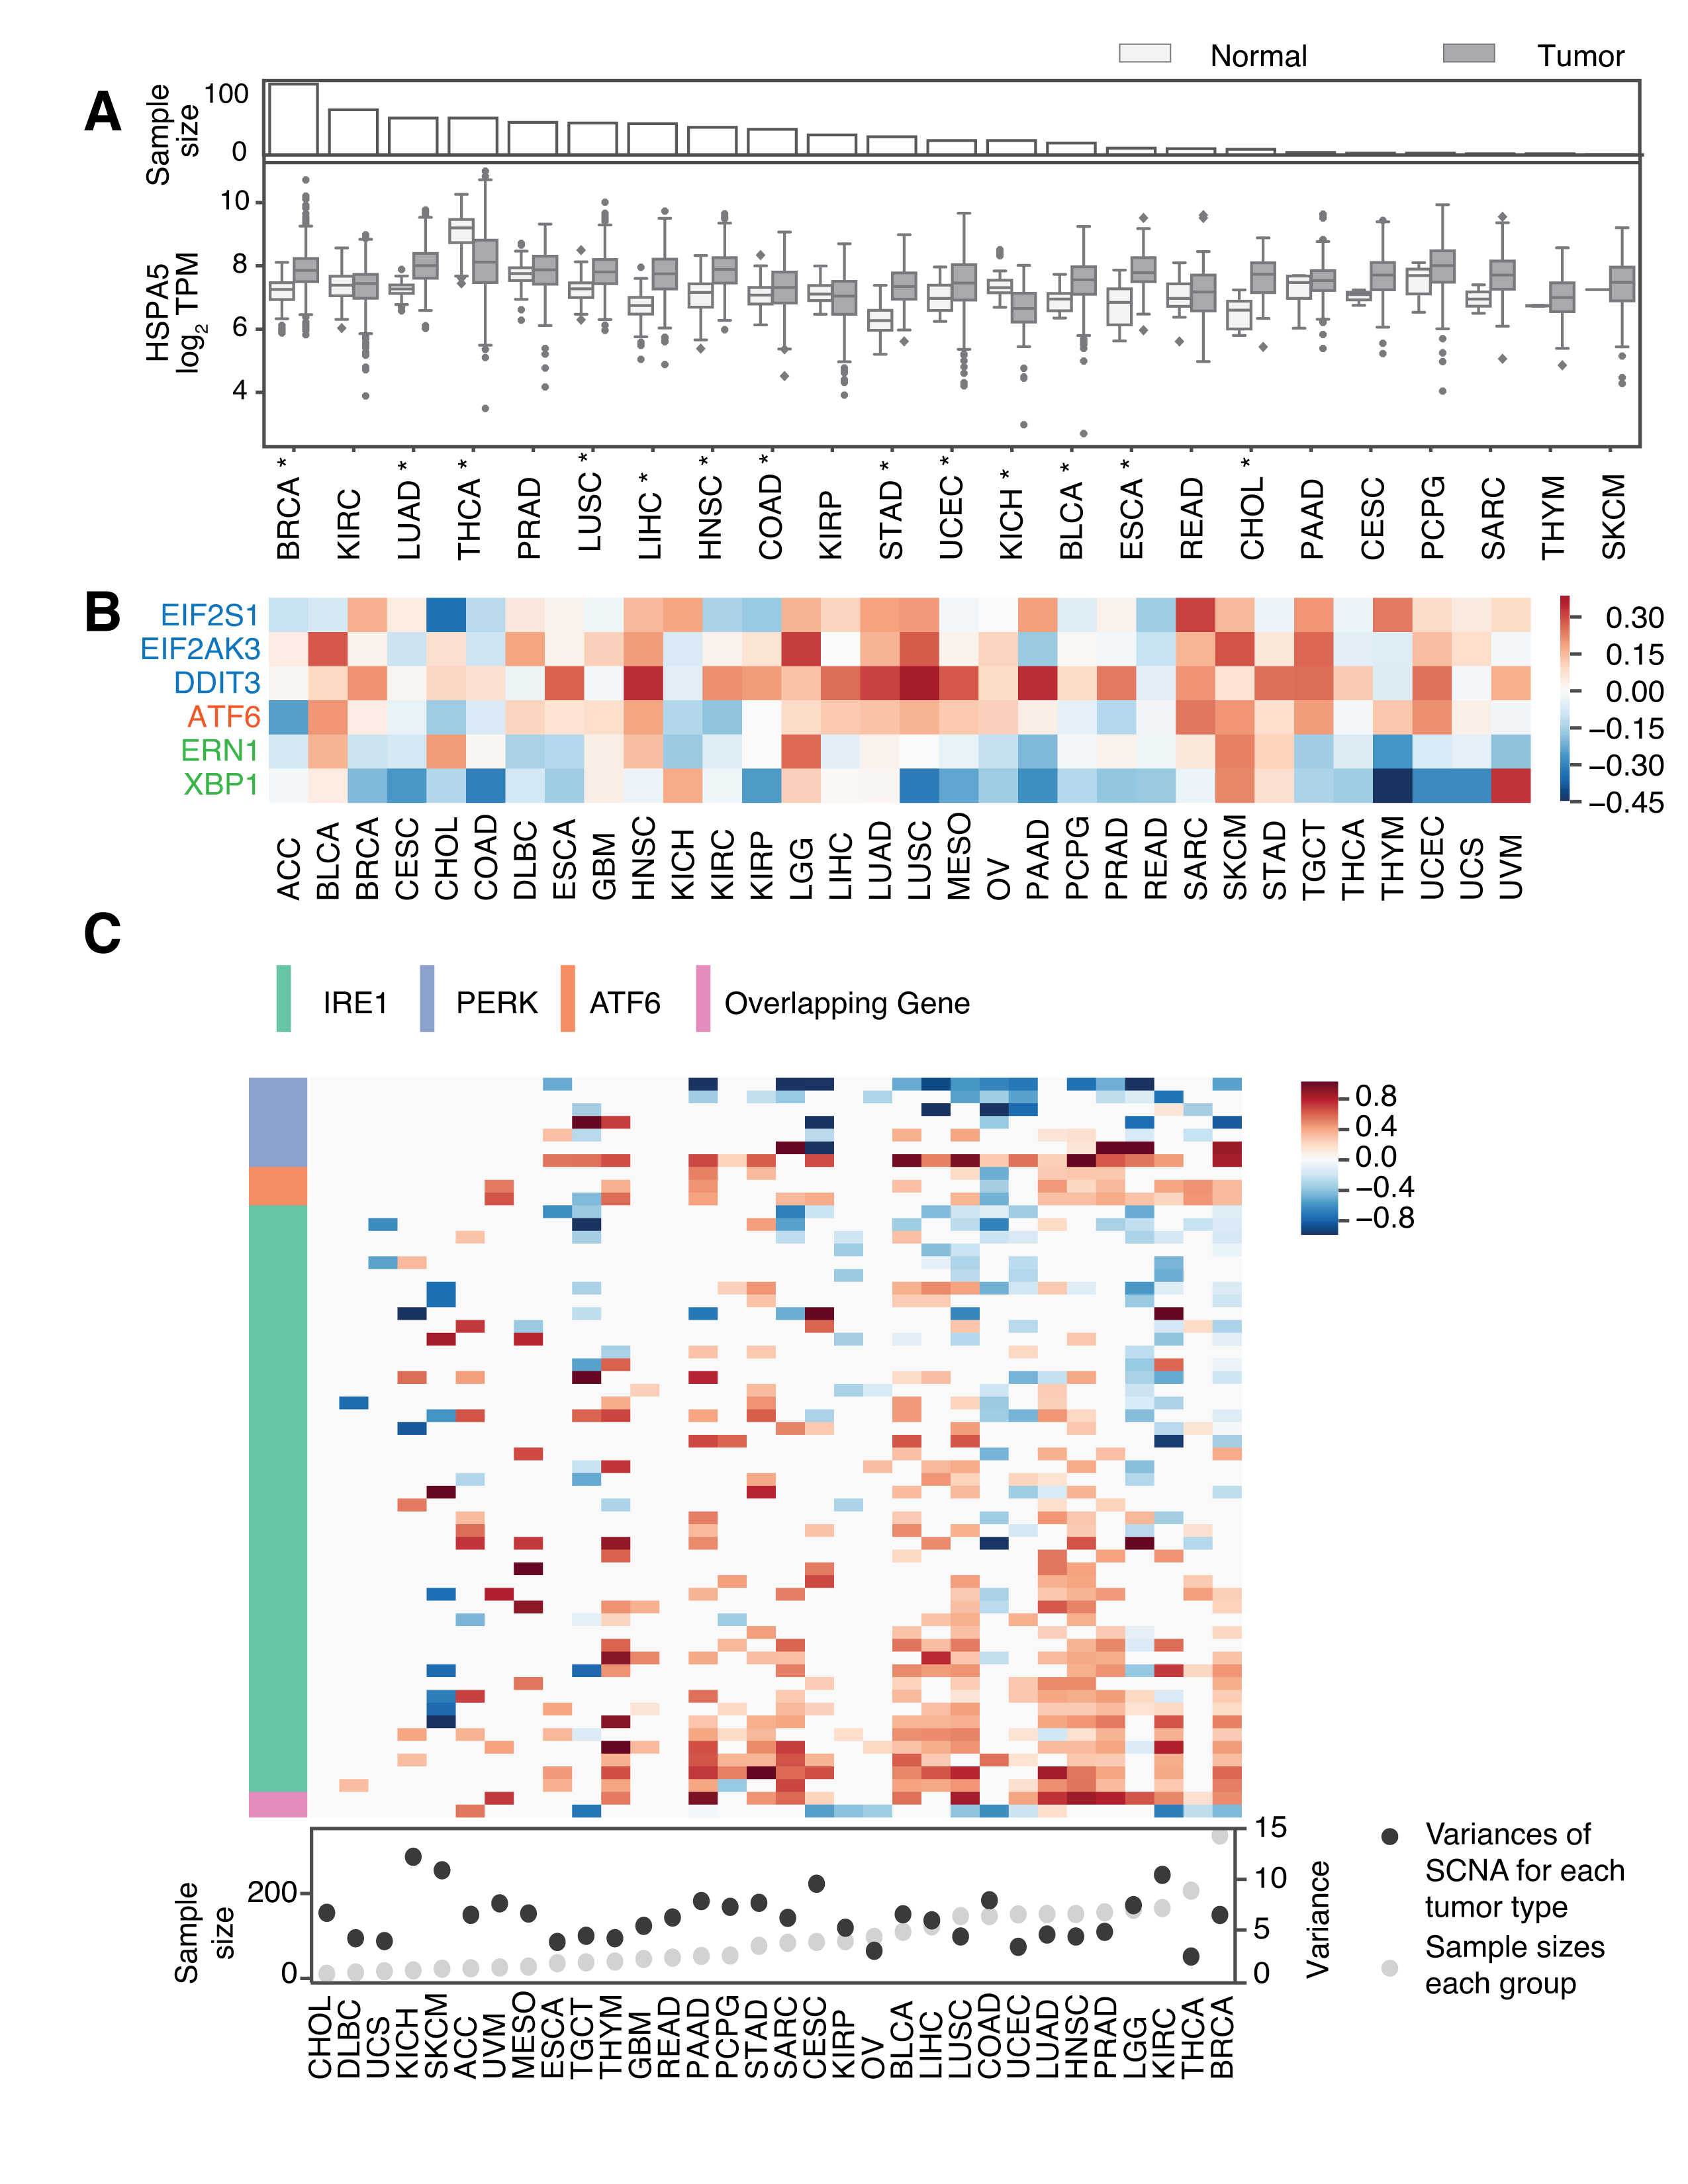 Normal Tumor
A
Sample
size
100
0
HSPA5
log2 TPM
10
8
6
4
BRCA *
KIRC
LUAD *
THCA *
PRAD
LUSC *
LIHC *
HNSC *
COAD *
KIRP
STAD *
UCEC *
KICH *
BLCA *
ESCA *
READ
CHOL *
PAAD
CESC
PCPG
SARC
THYM
SKCM
B
EIF2S1
EIF2AK3
DDIT3
ATF6
ERN1
XBP1
0.30
0.15
0.00
−0.15
−0.30
−0.45
ACC
BLCA
BRCA
CESC
CHOL
COAD
DLBC
ESCA
GBM
HNSC
KICH
KIRC
KIRP
LGG
LIHC
LUAD
LUSC
MESO
OV
PAAD
PCPG
PRAD
READ
SARC
SKCM
STAD
TGCT
THCA
THYM
UCEC
UCS
UVM
C
IRE1 PERK ATF6 Overlapping Gene
0.8
0.4
0.0
−0.4
−0.8
Sample
size
200
0
15
10
5
0
Variance
Variances of
SCNA for each
tumor type
Sample sizes
each group
CHOL
DLBC
UCS
KICH
SKCM
ACC
UVM
MESO
ESCA
TGCT
THYM
GBM
READ
PAAD
PCPG
STAD
SARC
CESC
KIRP
OV
BLCA
LIHC
LUSC
COAD
UCEC
LUAD
HNSC
PRAD
LGG
KIRC
THCA
BRCA